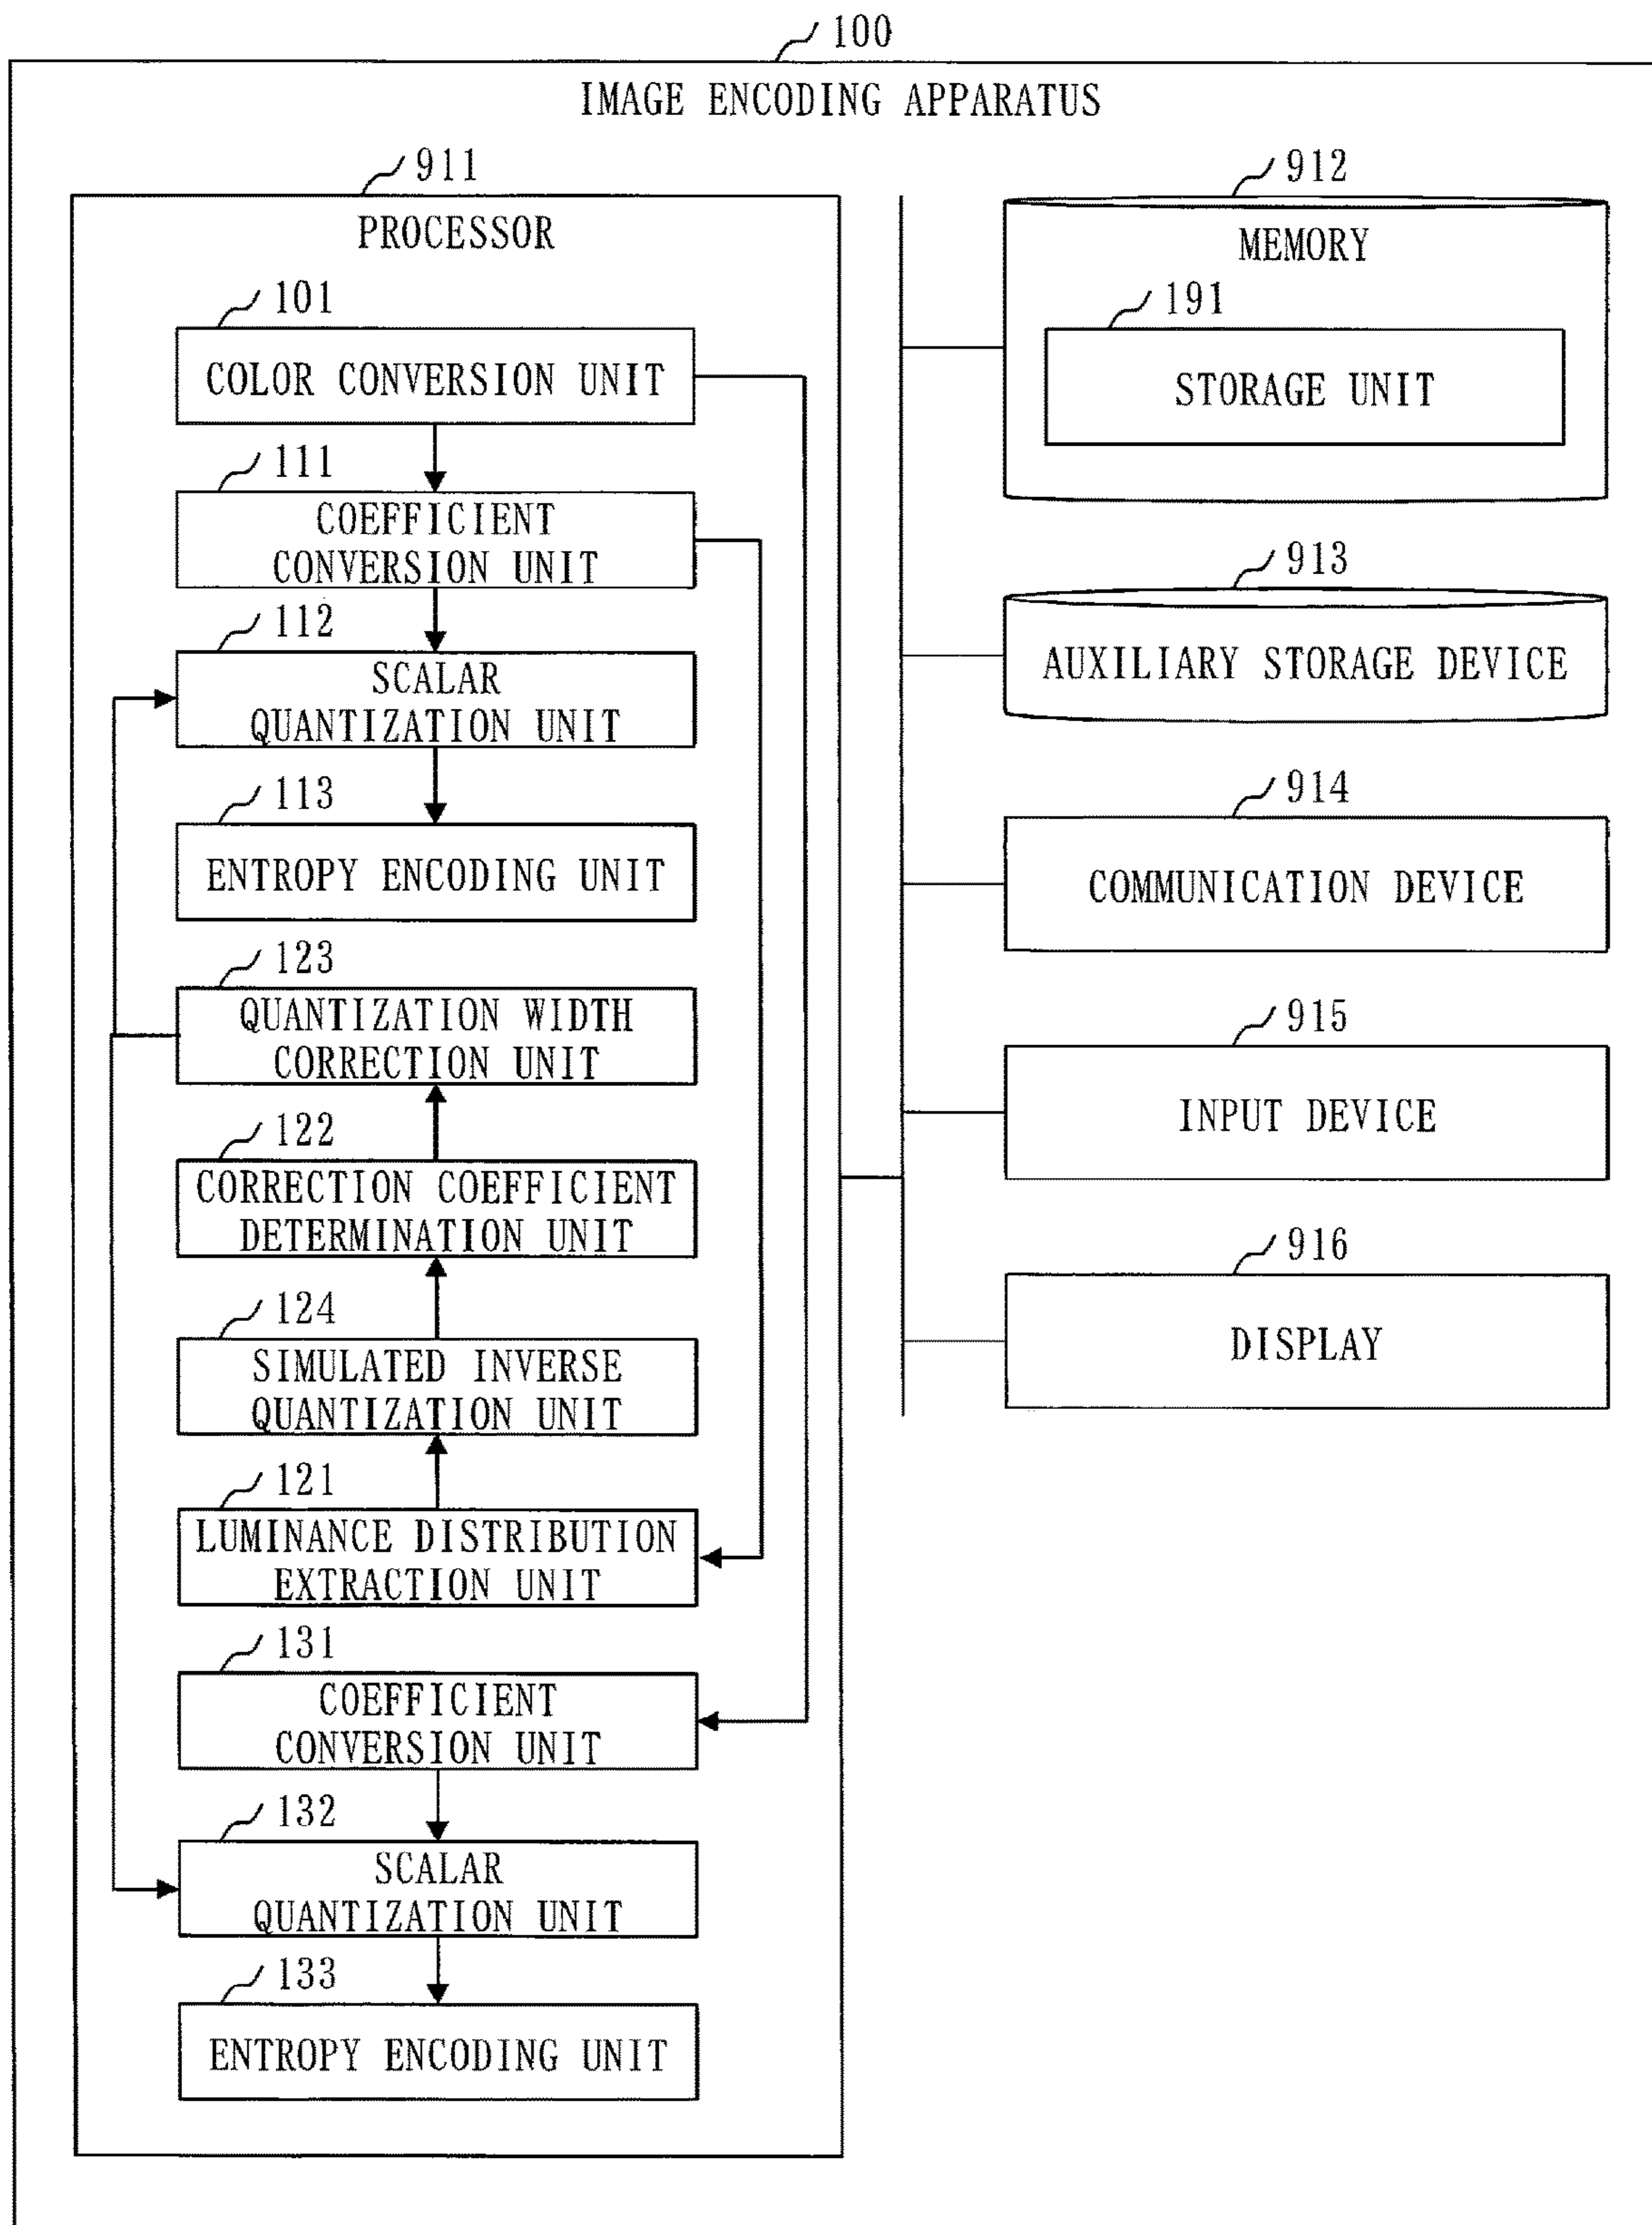 100
IMAGE ENCODING APPARATUS
911
PROCESSOR
101
COLOR CONVERSION UNIT
111
COEFFICIENT
CONVERSION UNIT
112
SCALAR
QUANTIZATION UNIT
113
ENTROPY ENCODING UNIT
123
QUANTIZATION WIDTH
CORRECTION UNIT
122
CORRECTION COEFFICIENT
DETERMINATION UNIT
124
SIMULATED INVERSE
QUANTIZATION UNIT
121
LUMINANCE DISTRIBUTION
EXTRACTION UNIT
131
COEFFICIENT
CONVERSION UNIT
132
SCALAR
QUANTIZATION UNIT
133
ENTROPY ENCODING UNIT
912
MEMORY
191
STORAGE UNIT
913
AUXILIARY STORAGE DEVICE
914
COMMUNICATION DEVICE
915
INPUT DEVICE
916
DISPLAY